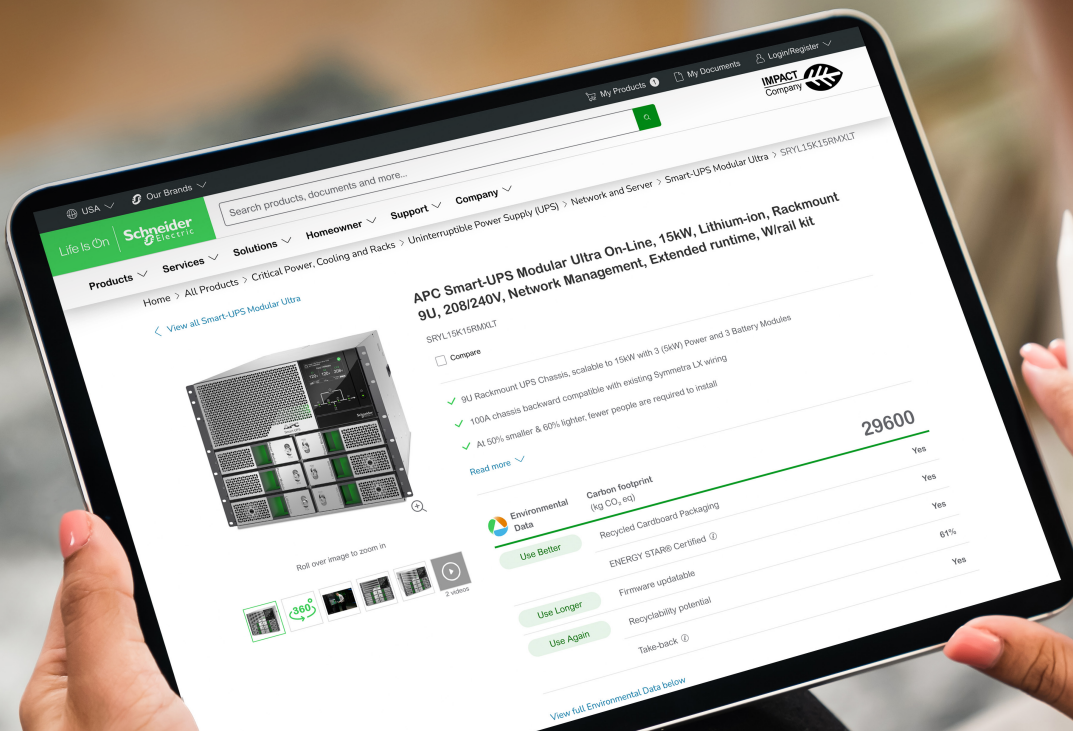 USA
Our Brands
My Products 1
My Documents
Login/Register
Life Is On
Schneider
Electric
Search products, documents and more...
IMPACT
Company
Products
Services
Solutions
Homeowner
Support
Company
Home > All Products > Critical Power, Cooling and Racks > Uninterruptible Power Supply (UPS) > Network and Server > Smart-UPS Modular Ultra > SRYL15K15RMXLT
View all Smart-UPS Modular Ultra
APC Smart-UPS Modular Ultra On-Line, 15kW, Lithium-ion, Rackmount
9U, 208/240V, Network Management, Extended runtime, W/rail kit
SRYL15K15RMXLT
Compare
9U Rackmount UPS Chassis, scalable to 15kW with 3 (5kW) Power and 3 Battery Modules
100A chassis backward compatible with existing Symmetra LX wiring
At 50% smaller & 60% lighter, fewer people are required to install
Read more
APC
Roll over image to zoom in
360°
2 videos
Environmental
Data
Carbon footprint
(kg CO₂ eq)
29600
Use Better
Recycled Cardboard Packaging
Yes
ENERGY STAR® Certified
Yes
Use Longer
Firmware updatable
Yes
Use Again
Recyclability potential
61%
Take-back
Yes
View full Environmental Data below